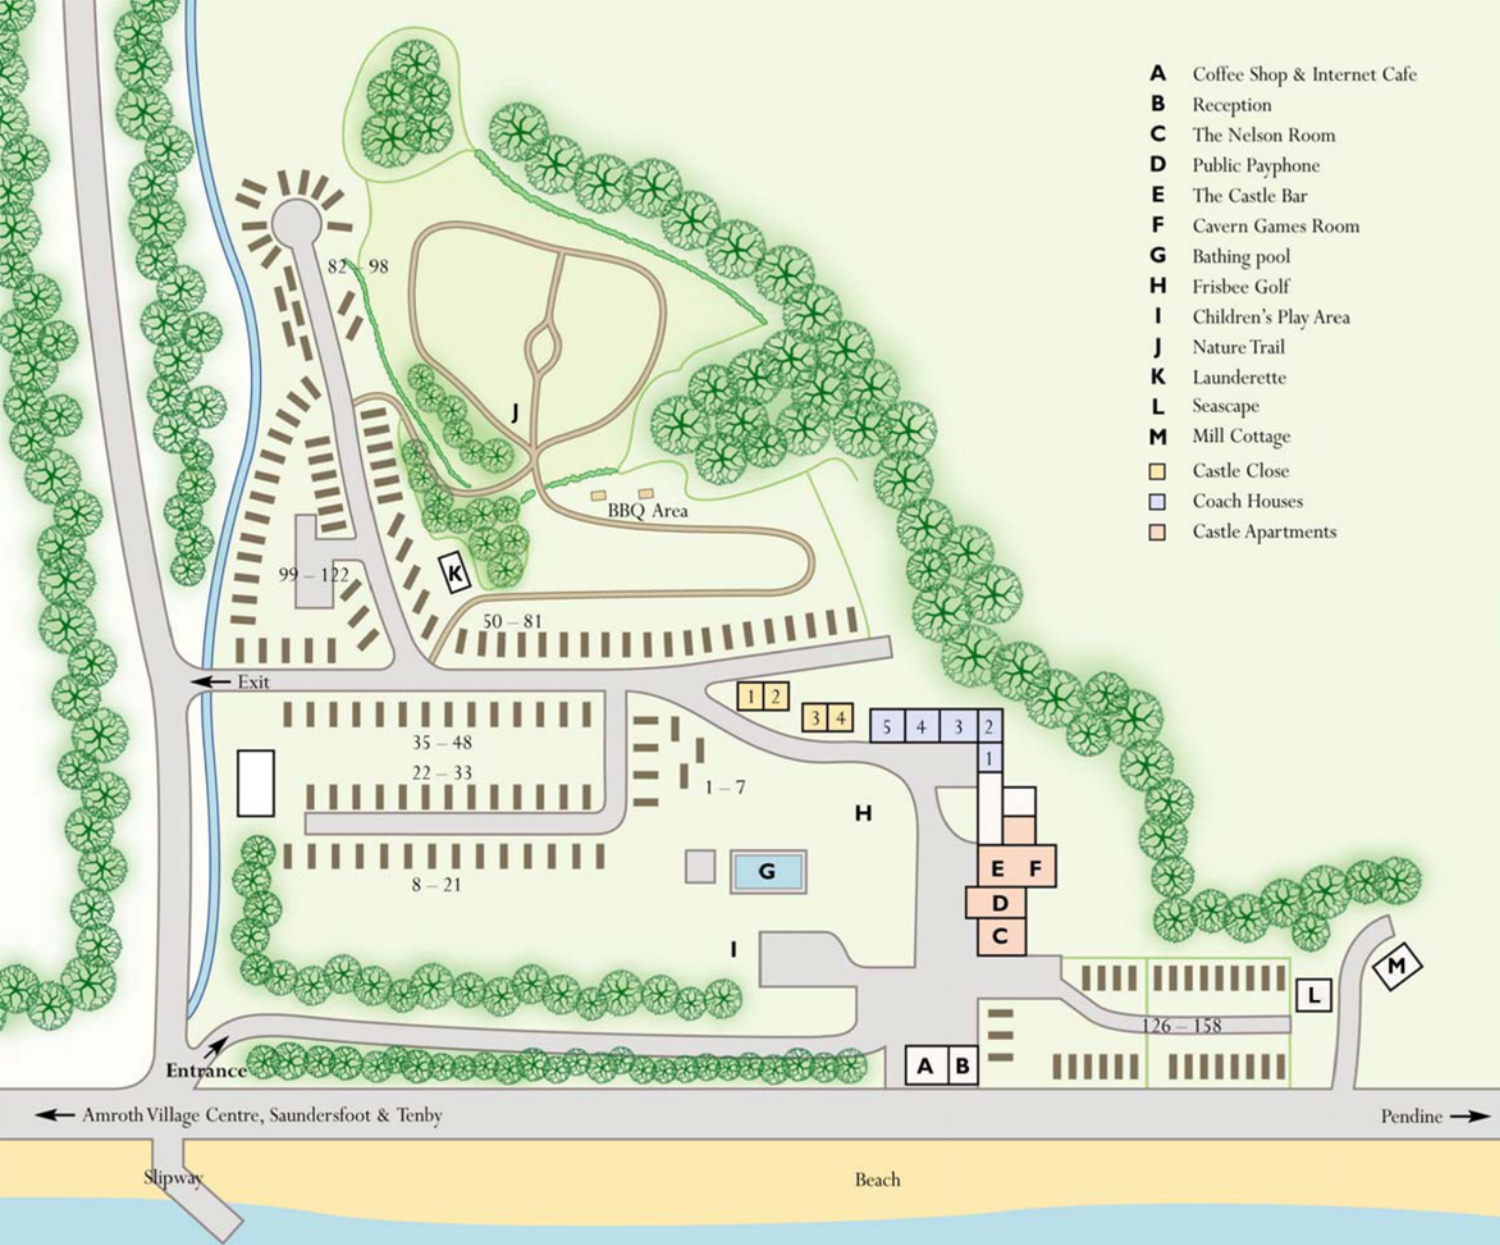 A Coffee Shop & Internet Cafe
B Reception
C The Nelson Room
D Public Payphone
E The Castle Bar
F Cavern Games Room
G Bathing pool
H Frisbee Golf
I Children's Play Area
J Nature Trail
K Launderette
L Seascape
M Mill Cottage
Castle Close
Coach Houses
Castle Apartments
82 – 98
J
BBQ Area
K
99 – 122
50 – 81
Exit
1 2
3 4
5 4 3 2
1
35 – 48
22 – 33
1 – 7
H
8 – 21
G
E F
D
C
I
M
L
126 – 158
A B
Entrance
Amroth Village Centre, Saundersfoot & Tenby
Pendine
Slipway
Beach